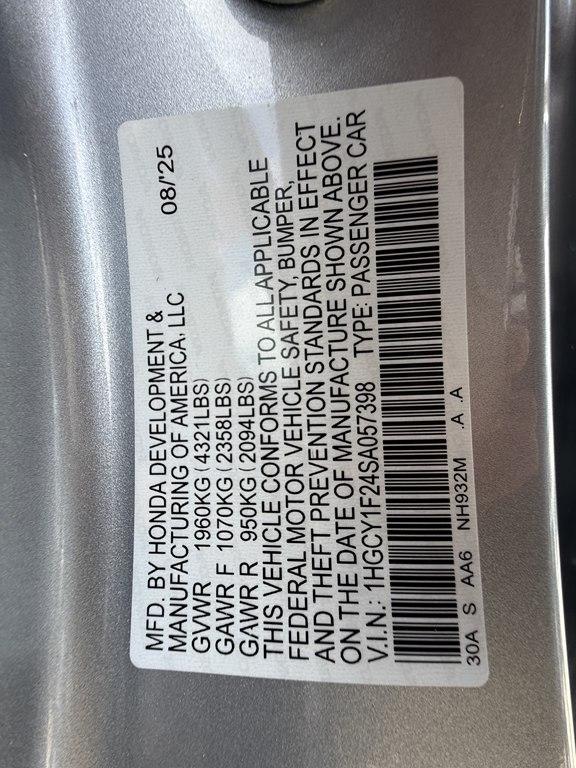 MFD. BY HONDA DEVELOPMENT &
MANUFACTURING OF AMERICA, LLC 08/'25
GVWR 1960KG (4321LBS)
GAWR F 1070KG (2358LBS)
GAWR R 950KG (2094LBS)
THIS VEHICLE CONFORMS TO ALL APPLICABLE
FEDERAL MOTOR VEHICLE SAFETY, BUMPER,
AND THEFT PREVENTION STANDARDS IN EFFECT
ON THE DATE OF MANUFACTURE SHOWN ABOVE.
V.I.N.: 1HGCY1F24SA057398 TYPE: PASSENGER CAR
30A S AA6 NH932M .A .A